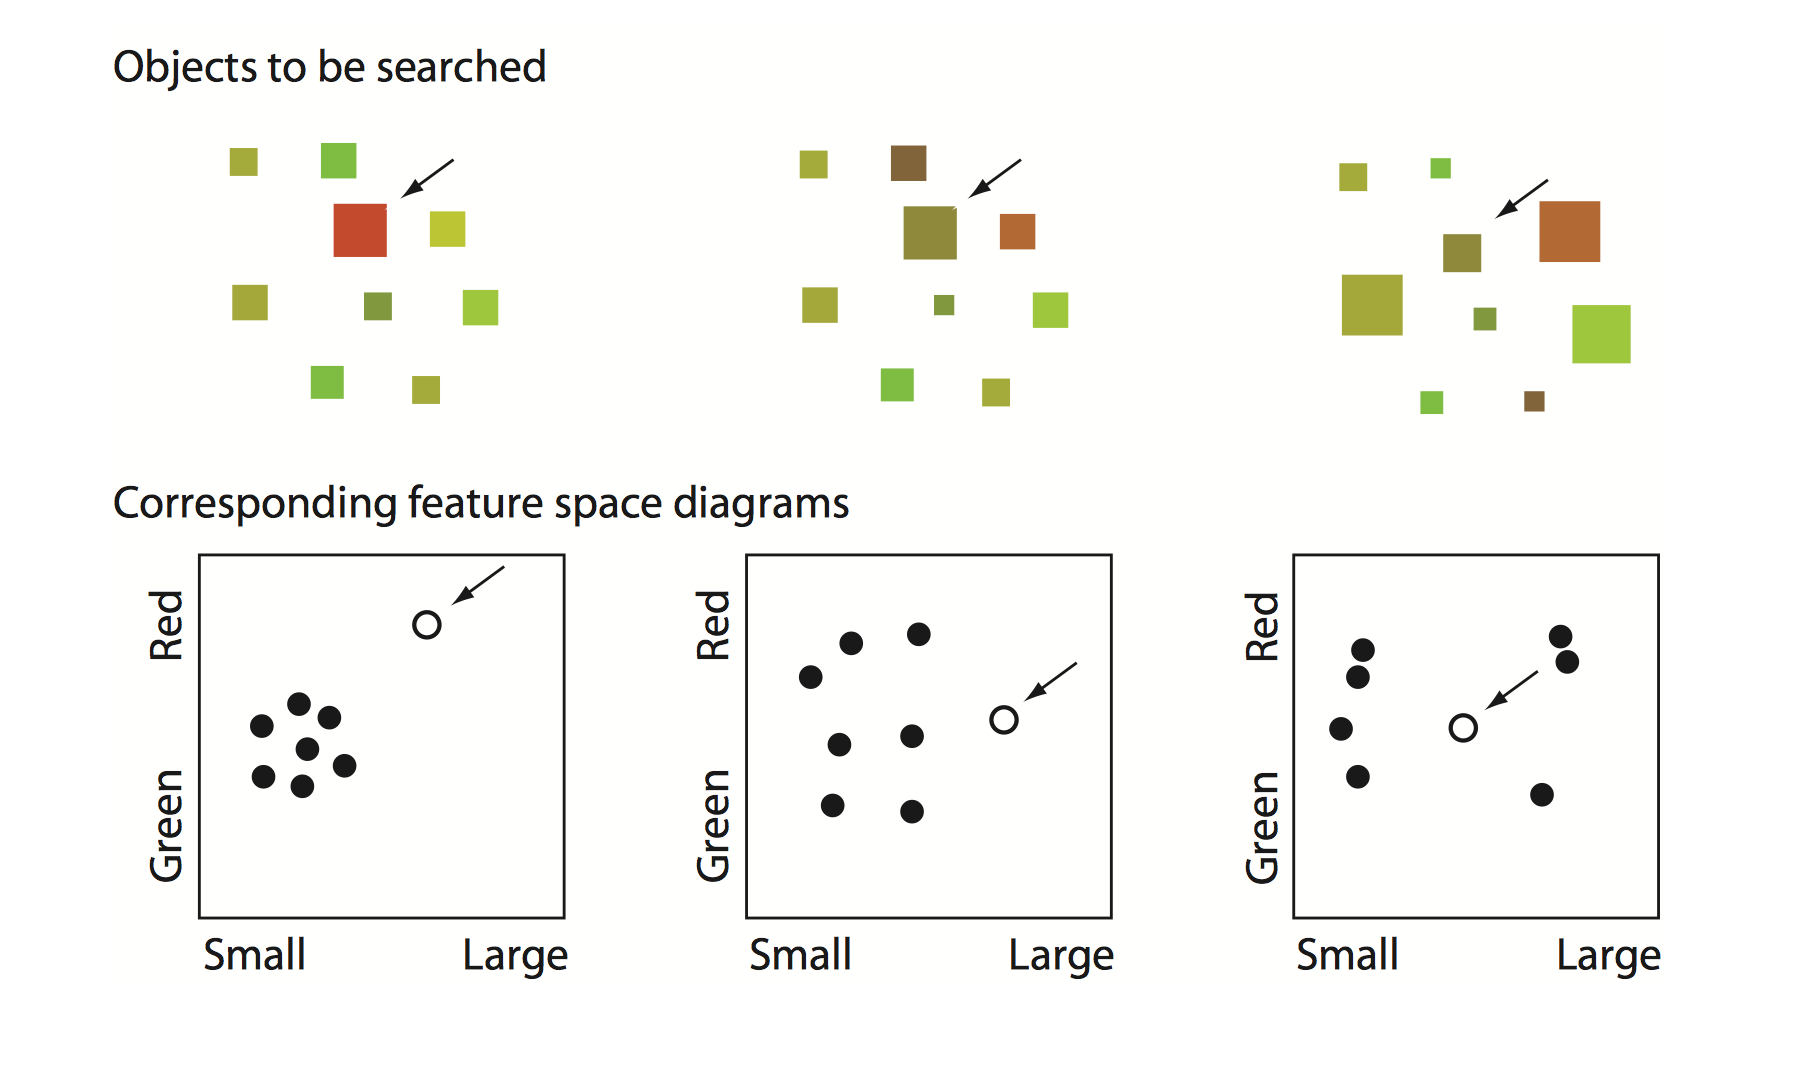 Objects to be searched
Corresponding feature space diagrams
Red
Green
Small Large
Red
Green
Small Large
Red
Green
Small Large